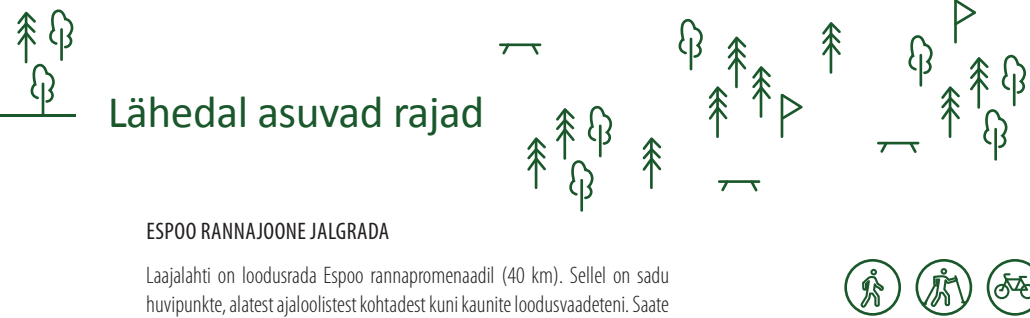 Lähedal asuvad rajad
ESPOO RANNAJOONE JALGRADA
Laajalahti on loodusrada Espoo rannapromenaadil (40 km). Sellel on sadu
huvipunkte, alatest ajaloolistest kohtadest kuni kaunite loodusvaadeteni. Saate